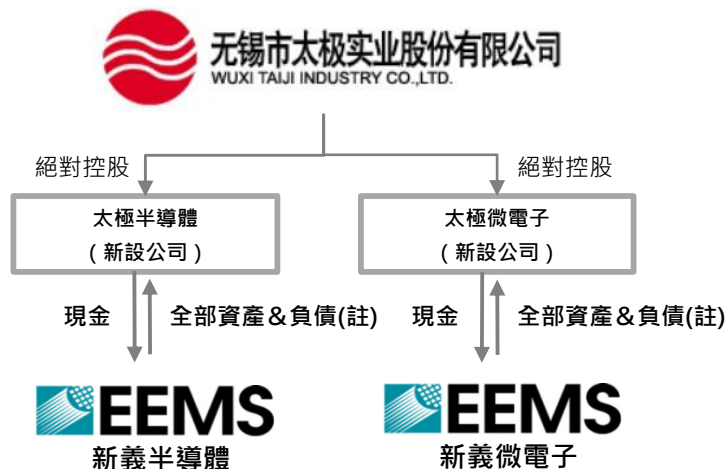 无锡市太极实业股份有限公司
WUXI TAIJI INDUSTRY CO.,LTD.
絕對控股
絕對控股
太極半導體
（新設公司）
太極微電子
（新設公司）
現金
全部資產＆負債(註)
現金
全部資產＆負債(註)
EEMS
新義半導體
EEMS
新義微電子